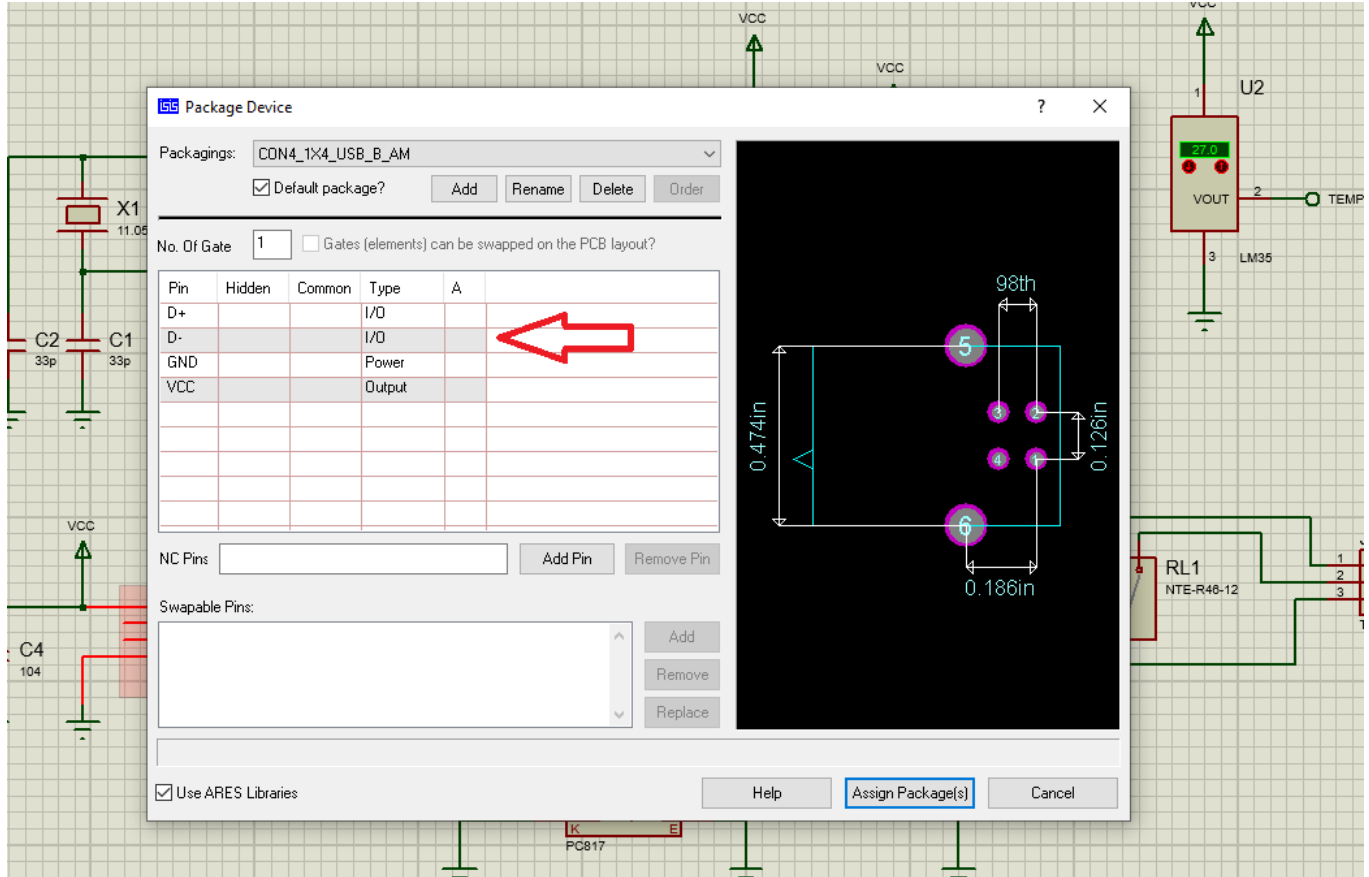 VCC
VCC
VCC
U2
1
27.0
VOUT
2
TEMP
3
LM35
X1
11.05
C2
33p
C1
33p
VCC
C4
104
isis Package Device ? ×
Packagings: CON4_1X4_USB_B_AM
Default package? Add Rename Delete Order
No. Of Gate 1 Gates (elements) can be swapped on the PCB layout?
Pin Hidden Common Type A
D+ I/O
D- I/O
GND Power
VCC Output
NC Pins Add Pin Remove Pin
Swapable Pins:
Add
Remove
Replace
Use ARES Libraries
Help Assign Package(s) Cancel
98th
5
3 2
0.474in
0.126in
4 1
6
0.186in
RL1
NTE-R46-12
1
2
3
K E
PC817